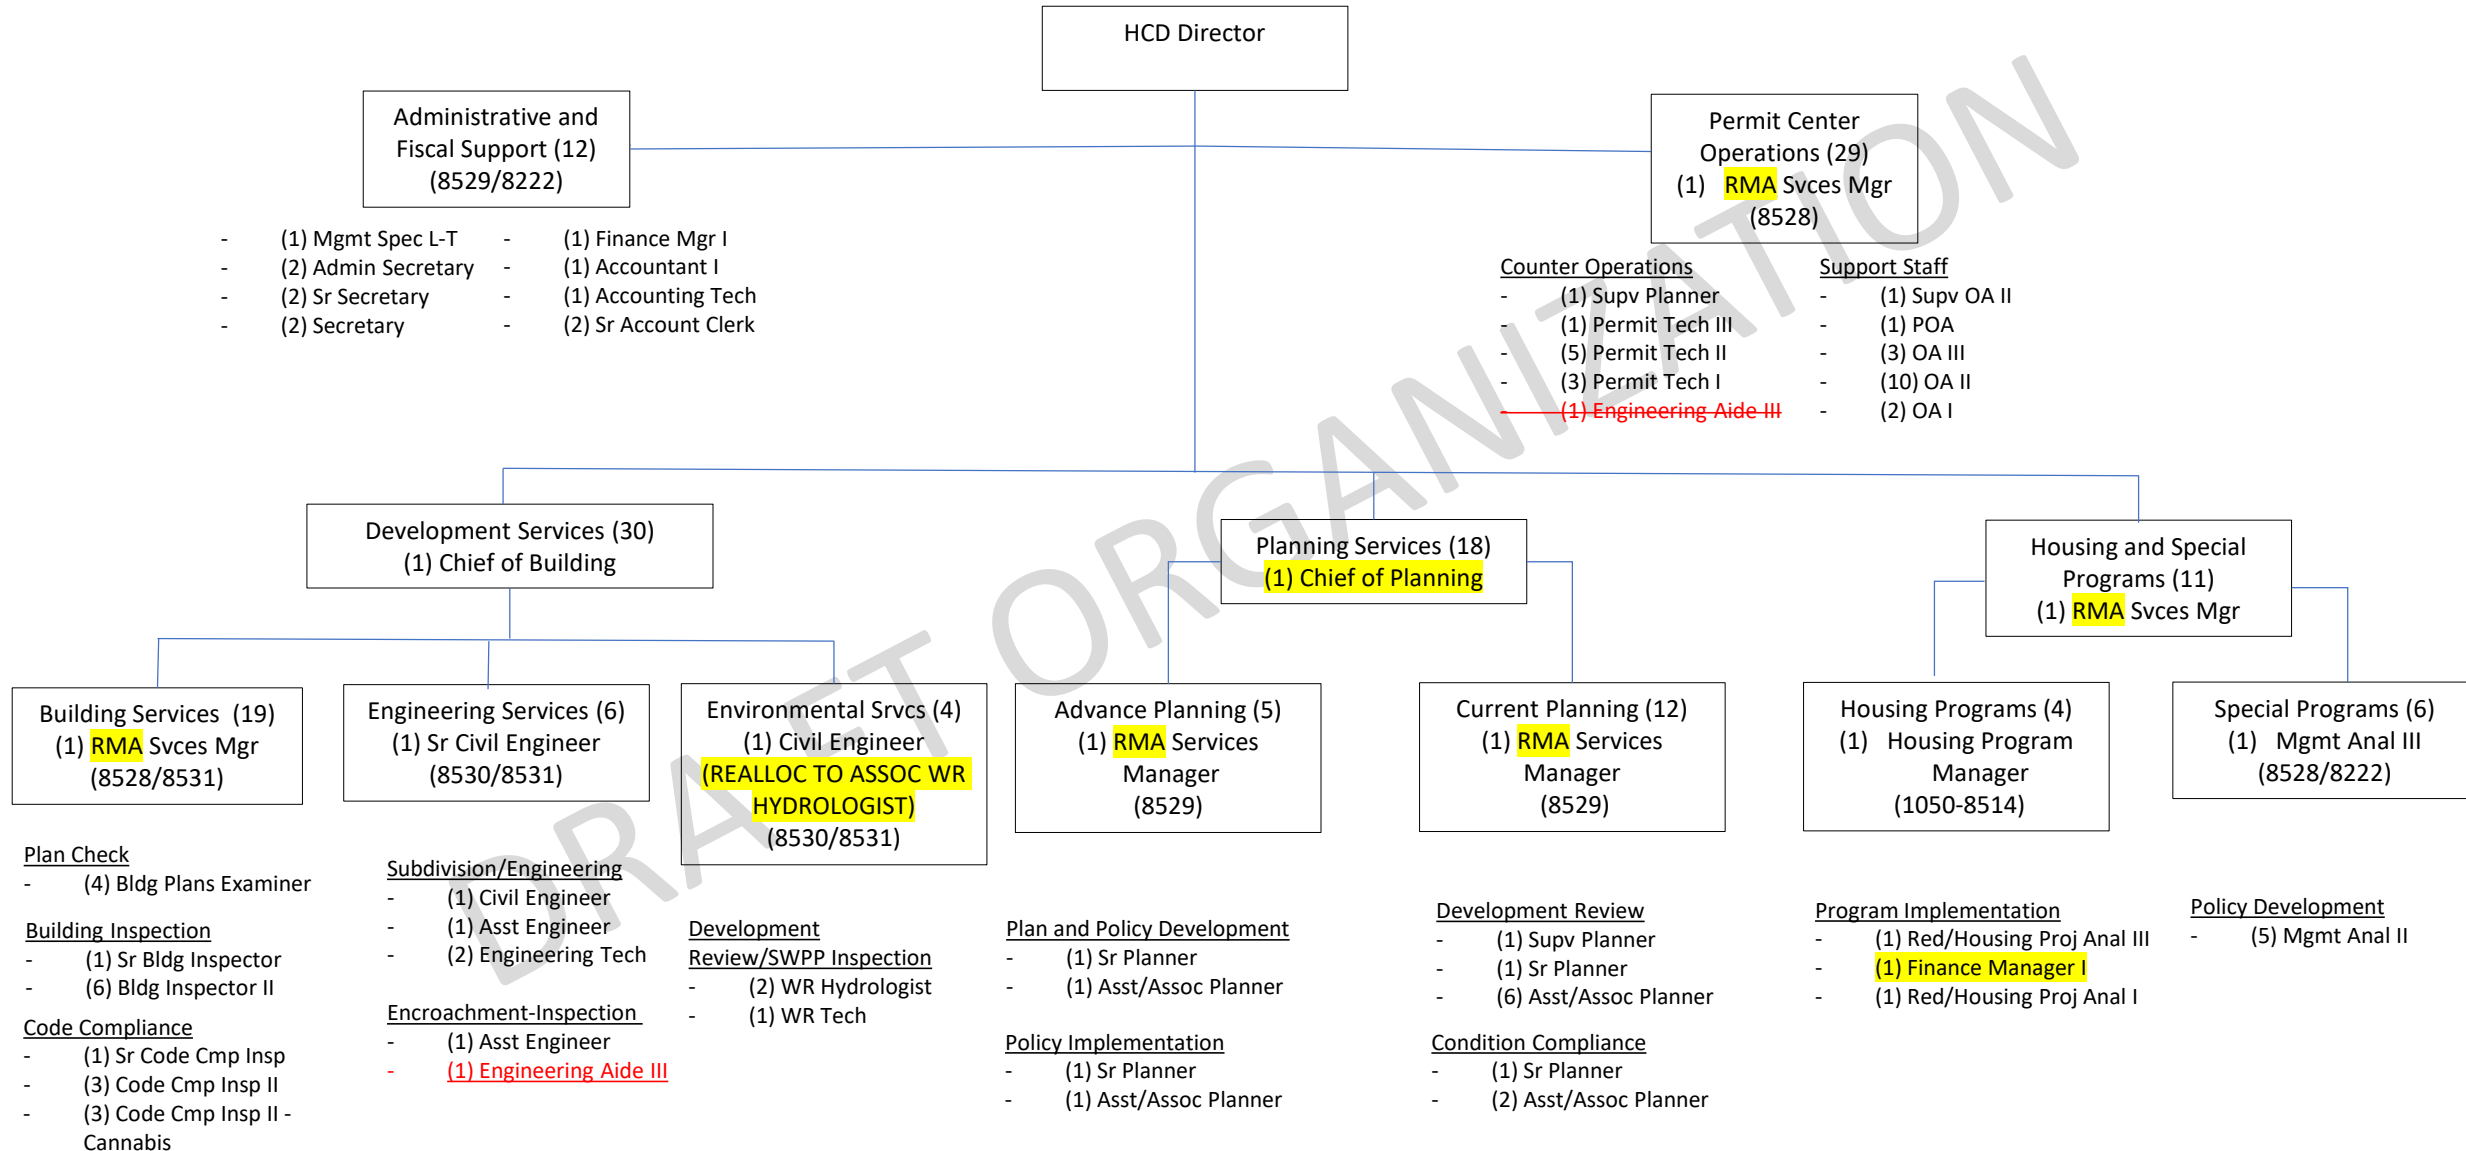 HCD Director
Administrative and
Fiscal Support (12)
(8529/8222)
- (1) Mgmt Spec L-T
- (2) Admin Secretary
- (2) Sr Secretary
- (2) Secretary
- (1) Finance Mgr I
- (1) Accountant I
- (1) Accounting Tech
- (2) Sr Account Clerk
Permit Center
Operations (29)
(1) RMA Svces Mgr
(8528)
Counter Operations
- (1) Supv Planner
- (1) Permit Tech III
- (5) Permit Tech II
- (3) Permit Tech I
- (1) Engineering Aide III
Support Staff
- (1) Supv OA II
- (1) POA
- (3) OA III
- (10) OA II
- (2) OA I
Development Services (30)
(1) Chief of Building
Planning Services (18)
(1) Chief of Planning
Housing and Special
Programs (11)
(1) RMA Svces Mgr
Building Services (19)
(1) RMA Svces Mgr
(8528/8531)
Plan Check
- (4) Bldg Plans Examiner
Building Inspection
- (1) Sr Bldg Inspector
- (6) Bldg Inspector II
Code Compliance
- (1) Sr Code Cmp Insp
- (3) Code Cmp Insp II
- (3) Code Cmp Insp II -
Cannabis
Engineering Services (6)
(1) Sr Civil Engineer
(8530/8531)
Subdivision/Engineering
- (1) Civil Engineer
- (1) Asst Engineer
- (2) Engineering Tech
Encroachment-Inspection
- (1) Asst Engineer
- (1) Engineering Aide III
Environmental Srvcs (4)
(1) Civil Engineer
(REALLOC TO ASSOC WR
HYDROLOGIST)
(8530/8531)
Development
Review/SWPP Inspection
- (2) WR Hydrologist
- (1) WR Tech
Advance Planning (5)
(1) RMA Services
Manager
(8529)
Plan and Policy Development
- (1) Sr Planner
- (1) Asst/Assoc Planner
Policy Implementation
- (1) Sr Planner
- (1) Asst/Assoc Planner
Current Planning (12)
(1) RMA Services
Manager
(8529)
Development Review
- (1) Supv Planner
- (1) Sr Planner
- (6) Asst/Assoc Planner
Condition Compliance
- (1) Sr Planner
- (2) Asst/Assoc Planner
Housing Programs (4)
(1) Housing Program
Manager
(1050-8514)
Program Implementation
- (1) Red/Housing Proj Anal III
- (1) Finance Manager I
- (1) Red/Housing Proj Anal I
Special Programs (6)
(1) Mgmt Anal III
(8528/8222)
Policy Development
- (5) Mgmt Anal II
DRAFT ORGANIZATION